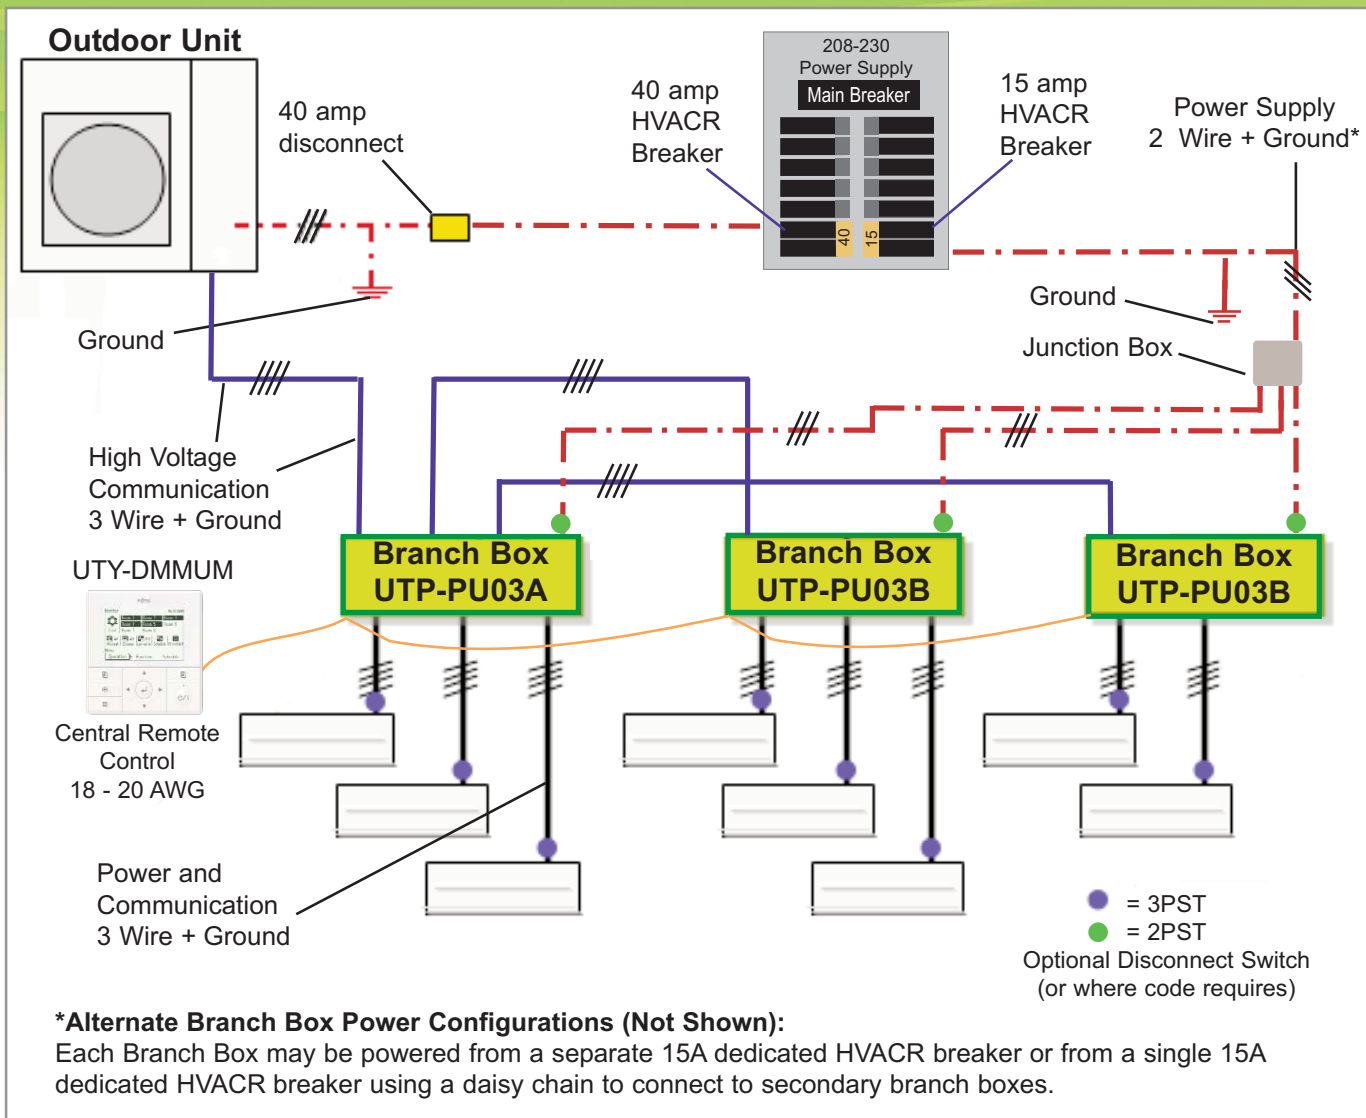 Outdoor Unit
40 amp
disconnect
40 amp
HVACR
Breaker
208-230
Power Supply
Main Breaker
40
15
15 amp
HVACR
Breaker
Power Supply
2 Wire + Ground*
Ground
Ground
Junction Box
High Voltage
Communication
3 Wire + Ground
UTY-DMMUM
Branch Box
UTP-PU03A
Branch Box
UTP-PU03B
Branch Box
UTP-PU03B
Central Remote
Control
18 - 20 AWG
Power and
Communication
3 Wire + Ground
= 3PST
= 2PST
Optional Disconnect Switch
(or where code requires)
*Alternate Branch Box Power Configurations (Not Shown):
Each Branch Box may be powered from a separate 15A dedicated HVACR breaker or from a single 15A
dedicated HVACR breaker using a daisy chain to connect to secondary branch boxes.